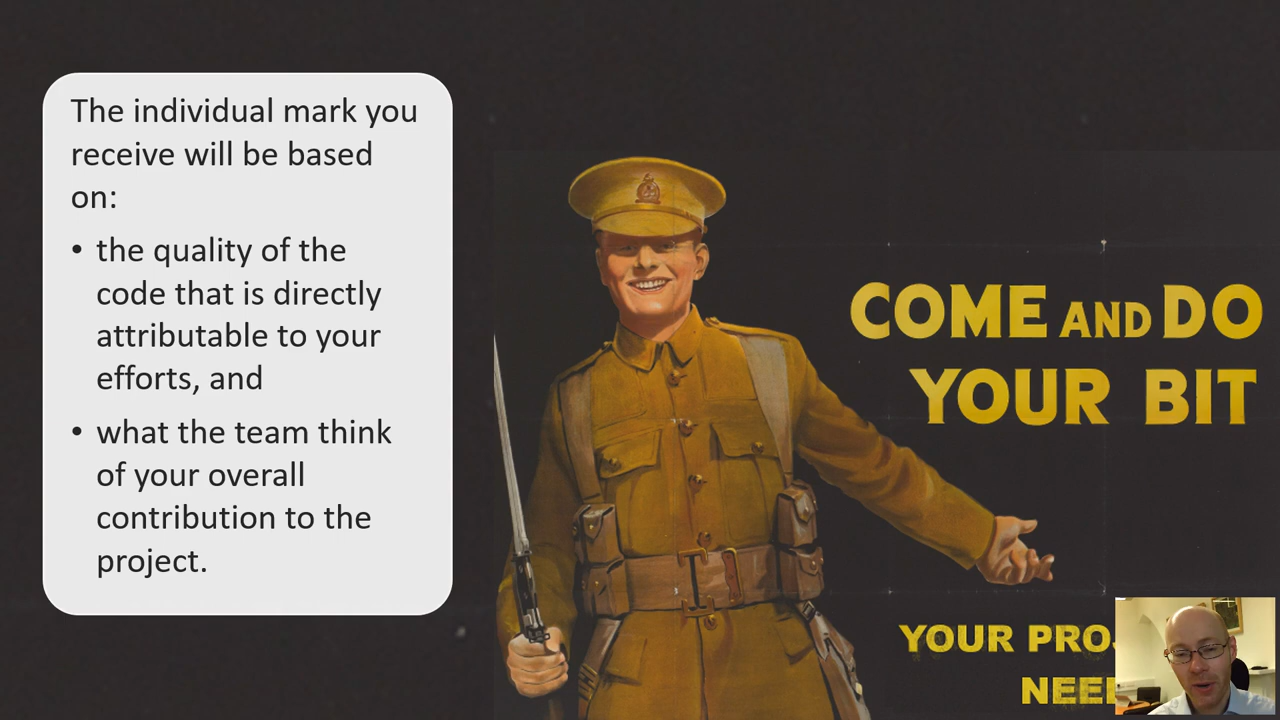 The individual mark you
receive will be based
on:
• the quality of the
code that is directly
attributable to your
efforts, and
• what the team think
of your overall
contribution to the
project.
COME AND DO
YOUR BIT
YOUR